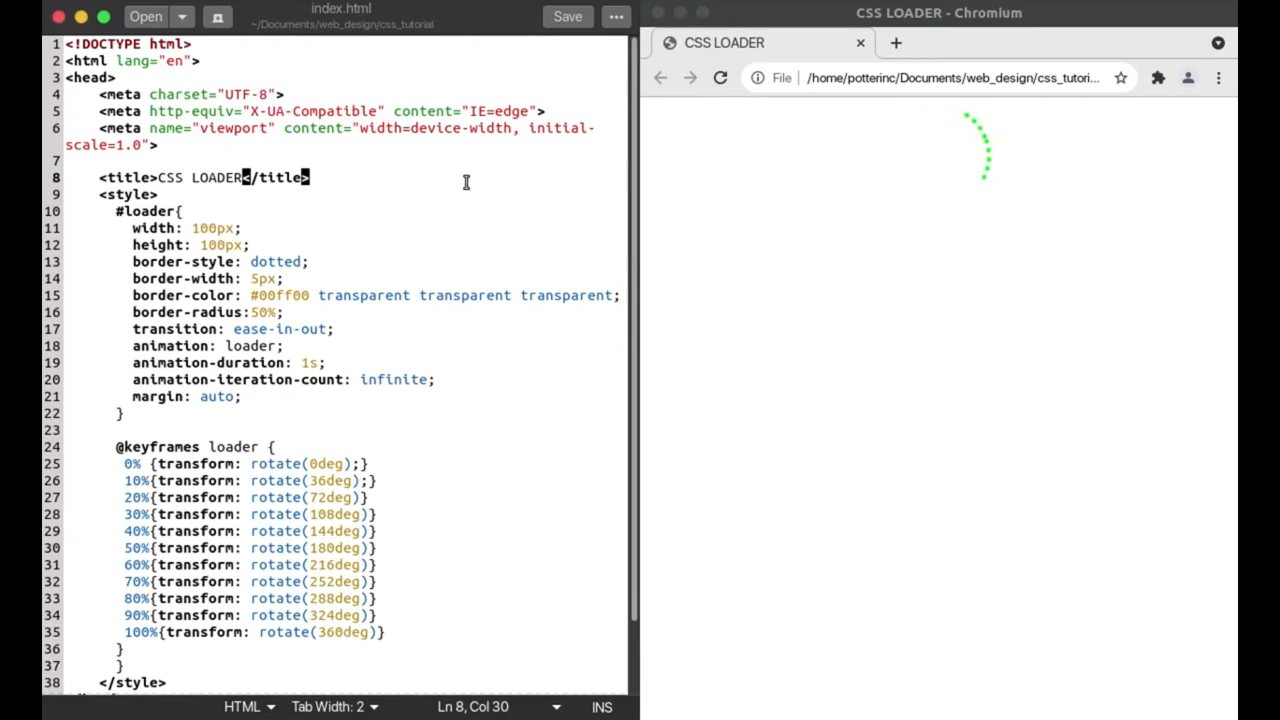 index.html
Open
~/Documents/web_design/css_tutorial
Save
1 <!DOCTYPE html>
2 <html lang="en">
3 <head>
4 <meta charset="UTF-8">
5 <meta http-equiv="X-UA-Compatible" content="IE=edge">
6 <meta name="viewport" content="width=device-width, initial-
scale=1.0">
7
8 <title>CSS LOADER</title>
9 <style>
10 #loader{
11 width: 100px;
12 height: 100px;
13 border-style: dotted;
14 border-width: 5px;
15 border-color: #00ff00 transparent transparent transparent;
16 border-radius:50%;
17 transition: ease-in-out;
18 animation: loader;
19 animation-duration: 1s;
20 animation-iteration-count: infinite;
21 margin: auto;
22 }
23
24 @keyframes loader {
25 0% {transform: rotate(0deg);}
26 10%{transform: rotate(36deg);}
27 20%{transform: rotate(72deg)}
28 30%{transform: rotate(108deg)}
29 40%{transform: rotate(144deg)}
30 50%{transform: rotate(180deg)}
31 60%{transform: rotate(216deg)}
32 70%{transform: rotate(252deg)}
33 80%{transform: rotate(288deg)}
34 90%{transform: rotate(324deg)}
35 100%{transform: rotate(360deg)}
36 }
37 }
38 </style>
HTML Tab Width: 2 Ln 8, Col 30 INS
CSS LOADER - Chromium
CSS LOADER
File /home/potterinc/Documents/web_design/css_tutori...